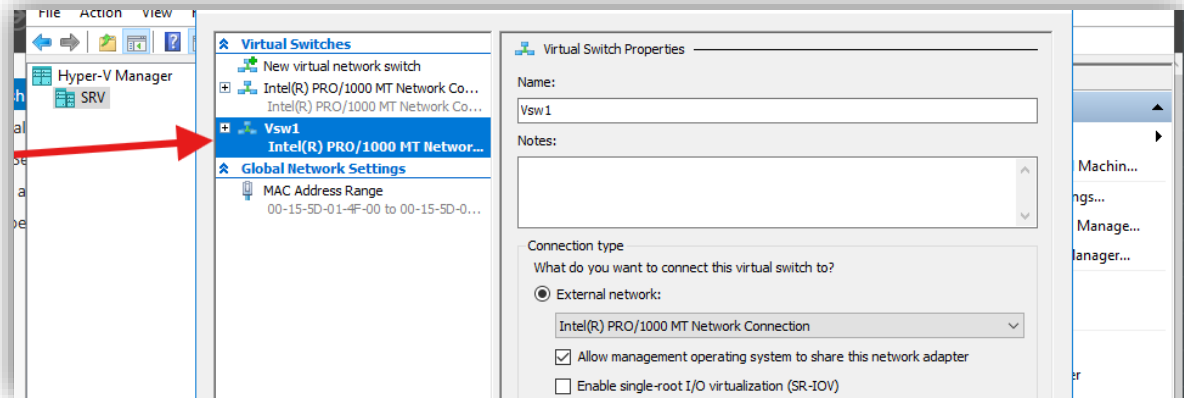 File Action View
Hyper-V Manager
SRV
Virtual Switches
New virtual network switch
Intel(R) PRO/1000 MT Network Co...
Intel(R) PRO/1000 MT Network Co...
Vsw1
Intel(R) PRO/1000 MT Networ...
Global Network Settings
MAC Address Range
00-15-5D-01-4F-00 to 00-15-5D-0...
Virtual Switch Properties
Name:
Vsw1
Notes:
Connection type
What do you want to connect this virtual switch to?
External network:
Intel(R) PRO/1000 MT Network Connection
Allow management operating system to share this network adapter
Enable single-root I/O virtualization (SR-IOV)
Machin...
ngs...
Manage...
anager...